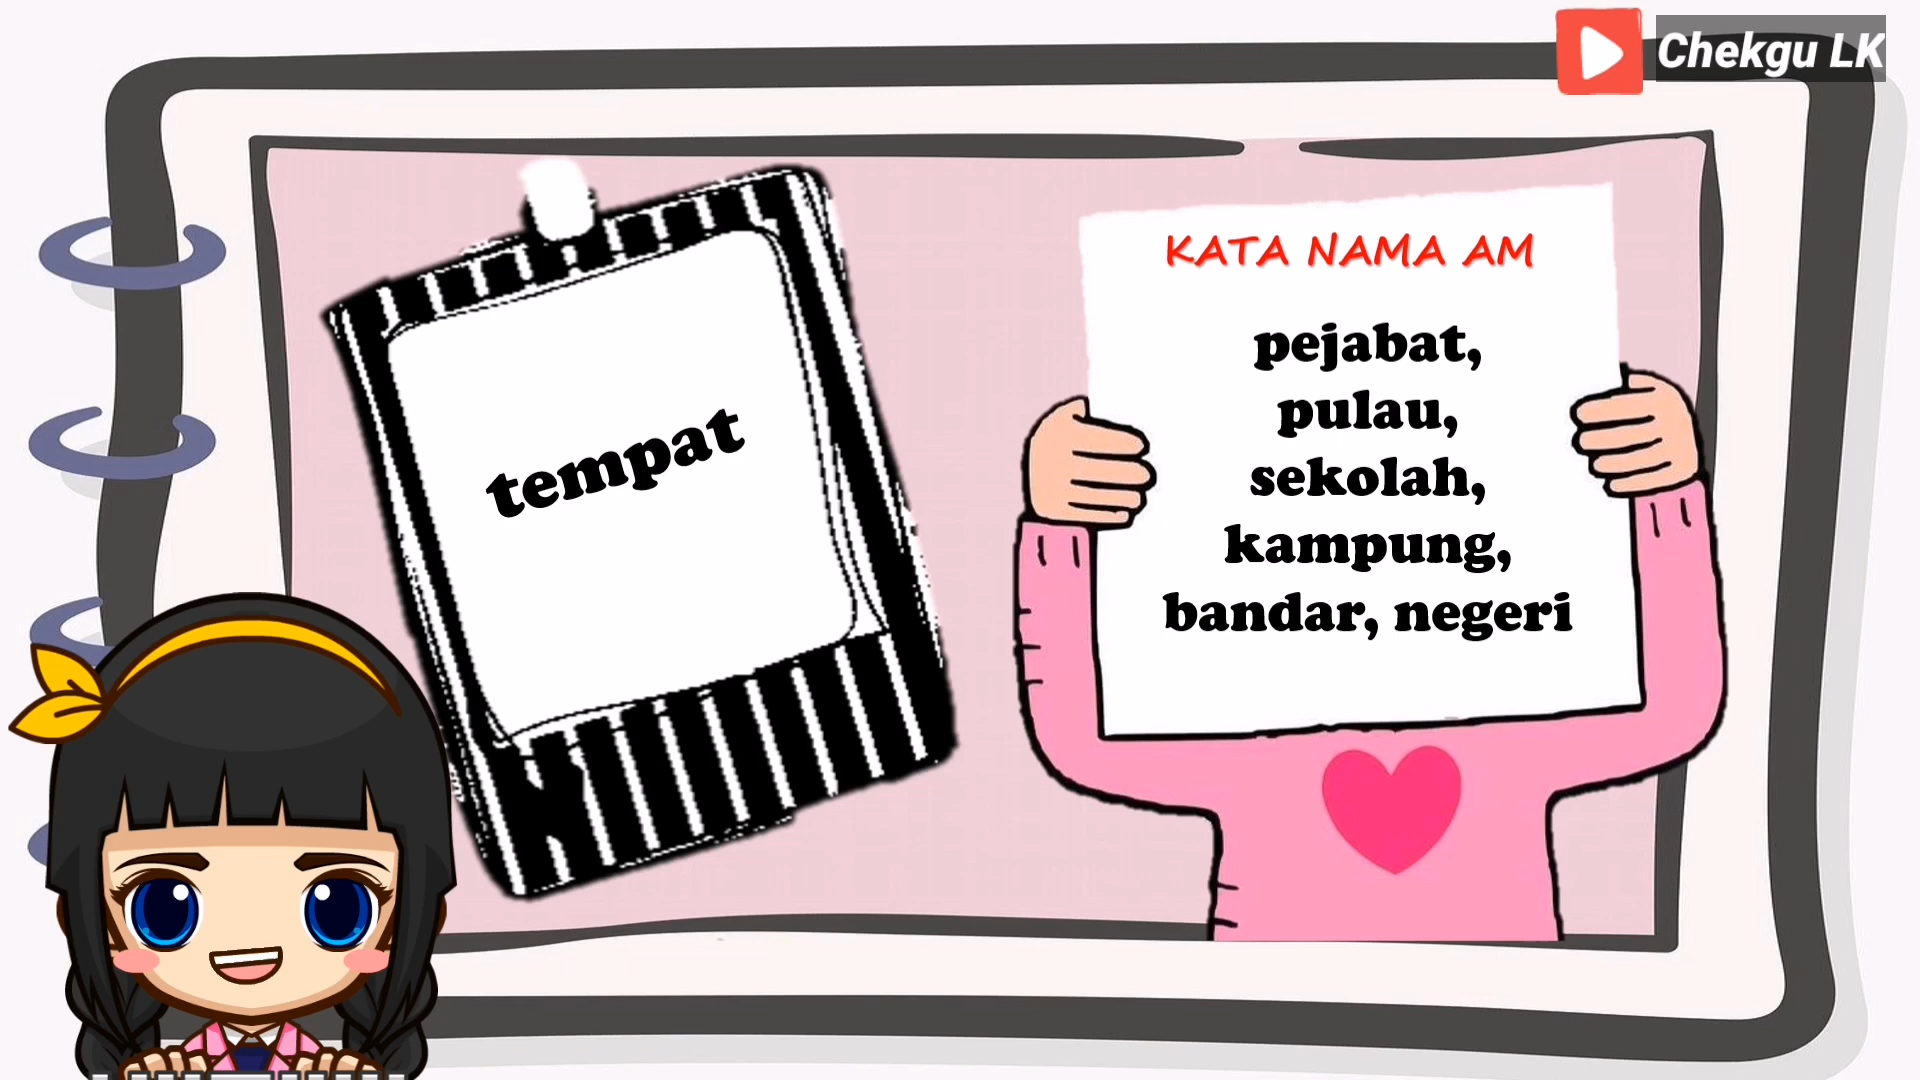 Chekgu LK
tempat
KATA NAMA AM
pejabat,
pulau,
sekolah,
kampung,
bandar, negeri